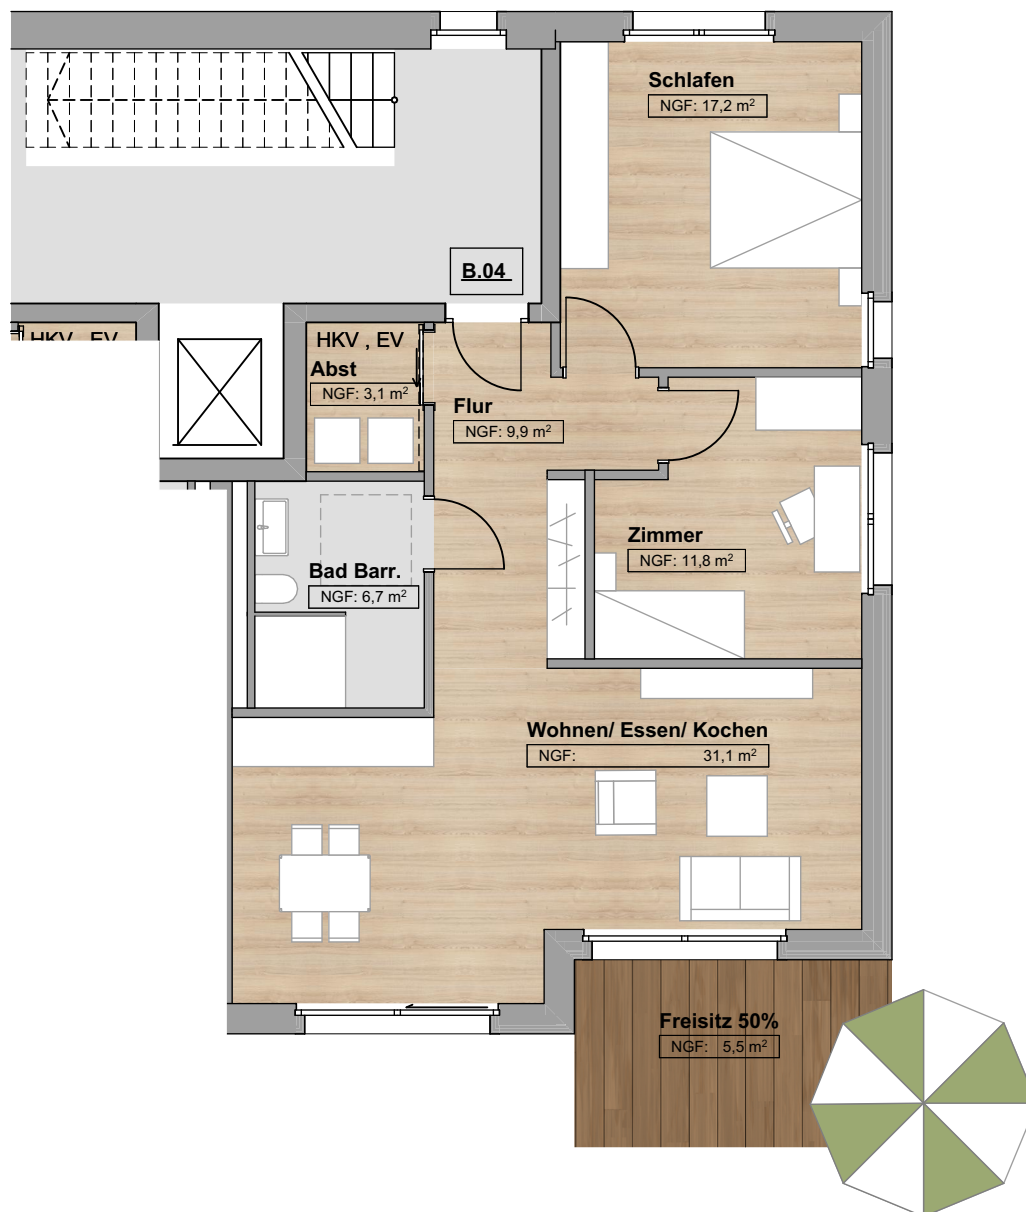 Schlafen
NGF: 17,2 m²
B.04
HKV , EV
HKV , EV
Abst
NGF: 3,1 m²
Flur
NGF: 9,9 m²
Zimmer
NGF: 11,8 m²
Bad Barr.
NGF: 6,7 m²
Wohnen/ Essen/ Kochen
NGF: 31,1 m²
Freisitz 50%
NGF: 5,5 m²